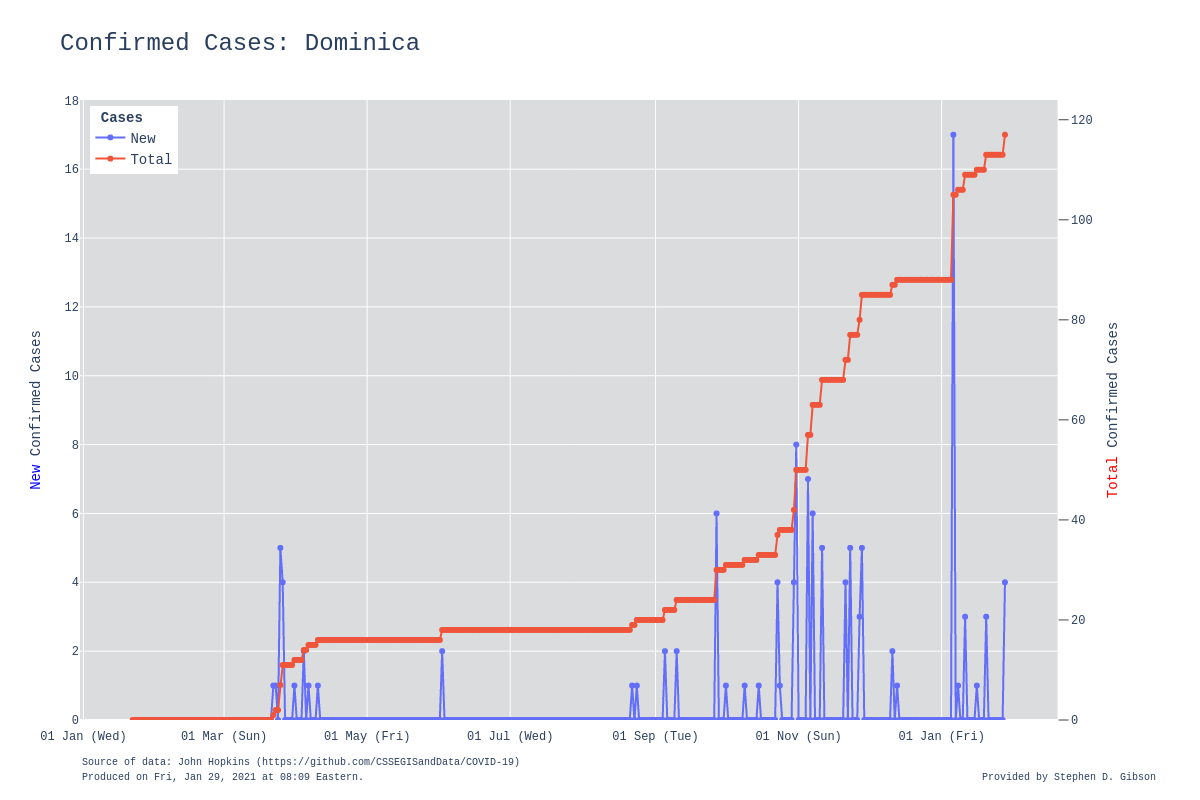 Confirmed Cases: Dominica
Cases
New
Total
18
16
14
12
10
8
6
4
2
0
120
100
80
60
40
20
0
New Confirmed Cases
Total Confirmed Cases
01 Jan (Wed) 01 Mar (Sun) 01 May (Fri) 01 Jul (Wed) 01 Sep (Tue) 01 Nov (Sun) 01 Jan (Fri)
Source of data: John Hopkins (https://github.com/CSSEGISandData/COVID-19)
Produced on Fri, Jan 29, 2021 at 08:09 Eastern.
Provided by Stephen D. Gibson